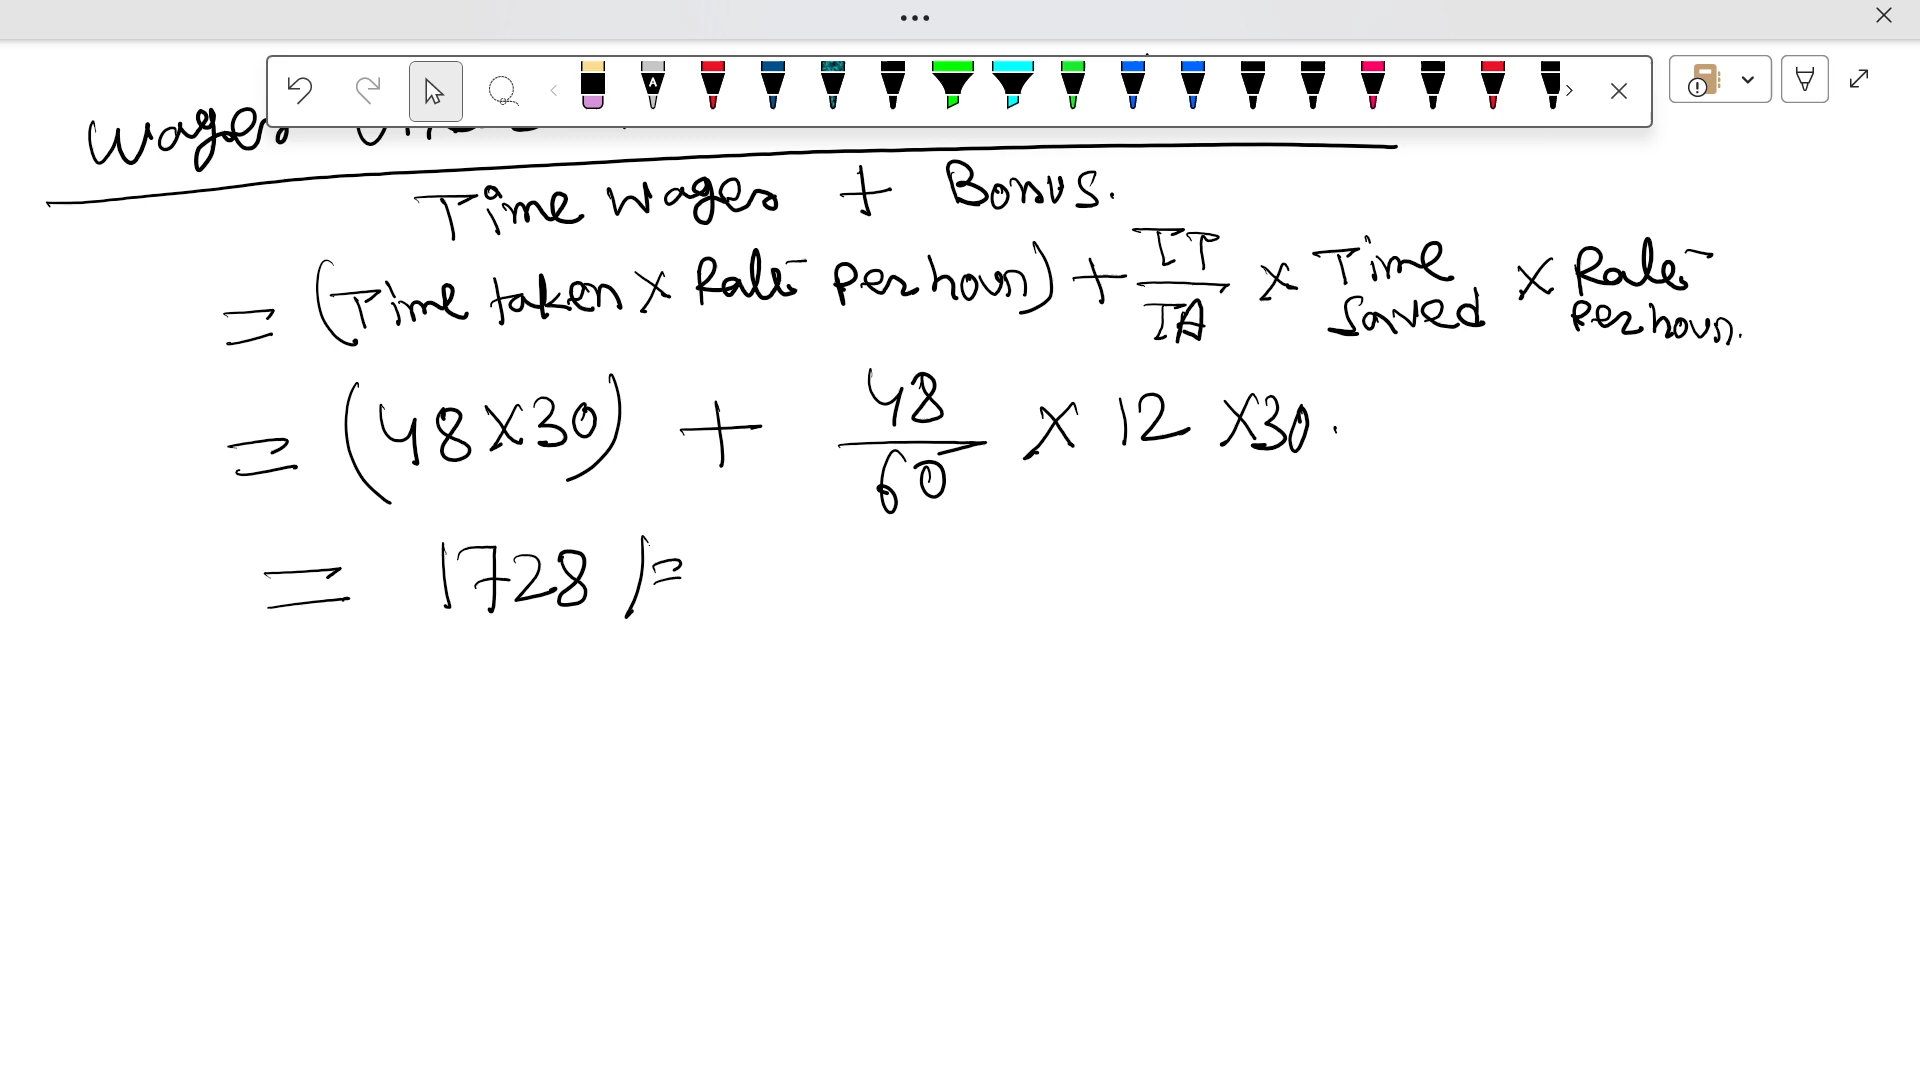 Wages
Time wages + Bonus.
= (Time taken × Rate per hour) + TT/TA × Time saved × Rate per hour.
= (48×30) + 48/60 × 12 ×30.
= 1728/=